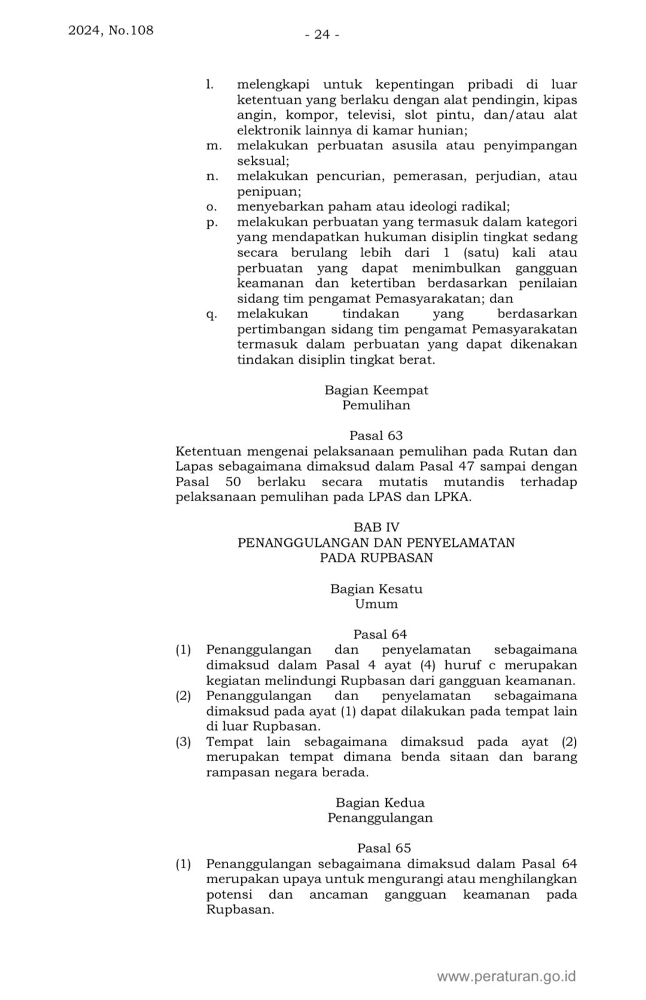 2024, No.108
- 24 -
l. melengkapi untuk kepentingan pribadi di luar
ketentuan yang berlaku dengan alat pendingin, kipas
angin, kompor, televisi, slot pintu, dan/atau alat
elektronik lainnya di kamar hunian;
m. melakukan perbuatan asusila atau penyimpangan
seksual;
n. melakukan pencurian, pemerasan, perjudian, atau
penipuan;
o. menyebarkan paham atau ideologi radikal;
p. melakukan perbuatan yang termasuk dalam kategori
yang mendapatkan hukuman disiplin tingkat sedang
secara berulang lebih dari 1 (satu) kali atau
perbuatan yang dapat menimbulkan gangguan
keamanan dan ketertiban berdasarkan penilaian
sidang tim pengamat Pemasyarakatan; dan
q. melakukan tindakan yang berdasarkan
pertimbangan sidang tim pengamat Pemasyarakatan
termasuk dalam perbuatan yang dapat dikenakan
tindakan disiplin tingkat berat.
Bagian Keempat
Pemulihan
Pasal 63
Ketentuan mengenai pelaksanaan pemulihan pada Rutan dan
Lapas sebagaimana dimaksud dalam Pasal 47 sampai dengan
Pasal 50 berlaku secara mutatis mutandis terhadap
pelaksanaan pemulihan pada LPAS dan LPKA.
BAB IV
PENANGGULANGAN DAN PENYELAMATAN
PADA RUPBASAN
Bagian Kesatu
Umum
Pasal 64
(1) Penanggulangan dan penyelamatan sebagaimana
dimaksud dalam Pasal 4 ayat (4) huruf c merupakan
kegiatan melindungi Rupbasan dari gangguan keamanan.
(2) Penanggulangan dan penyelamatan sebagaimana
dimaksud pada ayat (1) dapat dilakukan pada tempat lain
di luar Rupbasan.
(3) Tempat lain sebagaimana dimaksud pada ayat (2)
merupakan tempat dimana benda sitaan dan barang
rampasan negara berada.
Bagian Kedua
Penanggulangan
Pasal 65
(1) Penanggulangan sebagaimana dimaksud dalam Pasal 64
merupakan upaya untuk mengurangi atau menghilangkan
potensi dan ancaman gangguan keamanan pada
Rupbasan.
www.peraturan.go.id